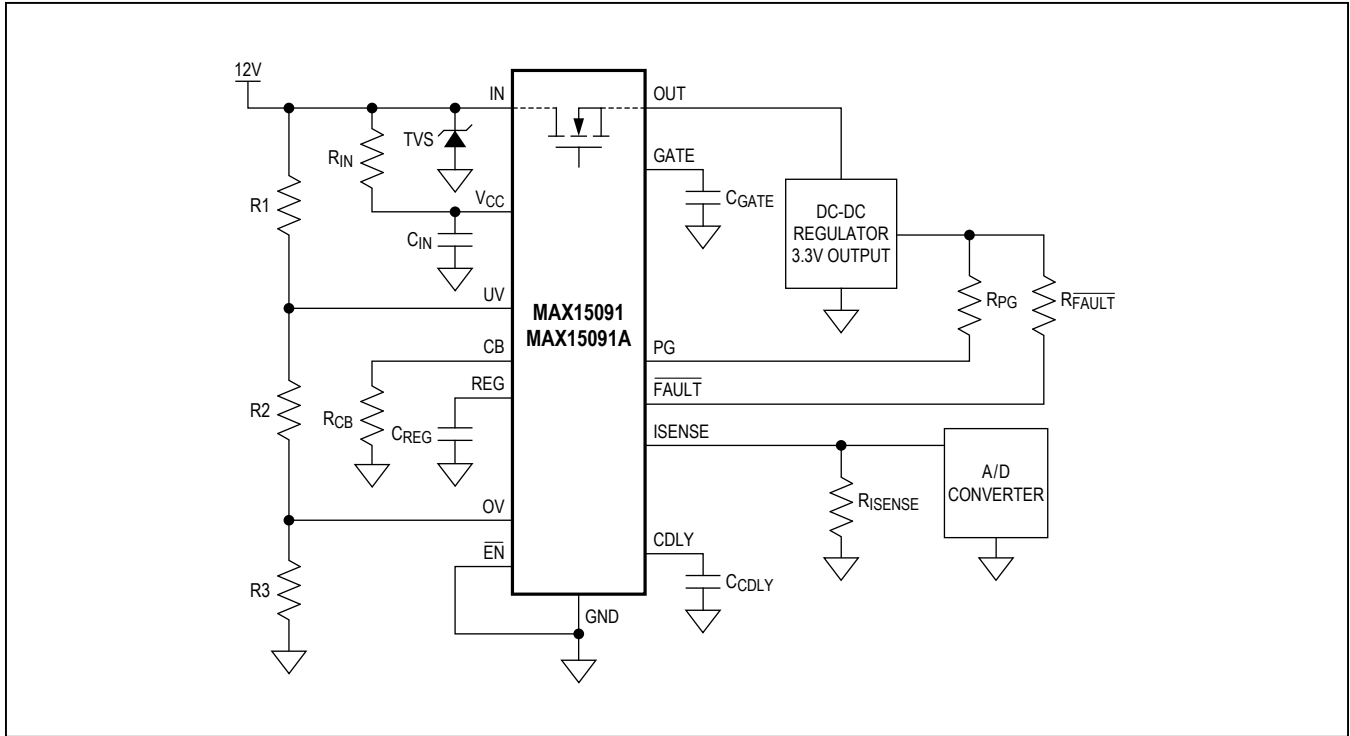 12V
IN
OUT
TVS
RIN
GATE
R1
VCC
CGATE
DC-DC
REGULATOR
3.3V OUTPUT
CIN
UV
MAX15091
MAX15091A
RPG
RFAULT
CB
PG
REG
FAULT
R2
RCB
CREG
ISENSE
A/D
CONVERTER
RISENSE
OV
CDLY
EN
CCDLY
R3
GND